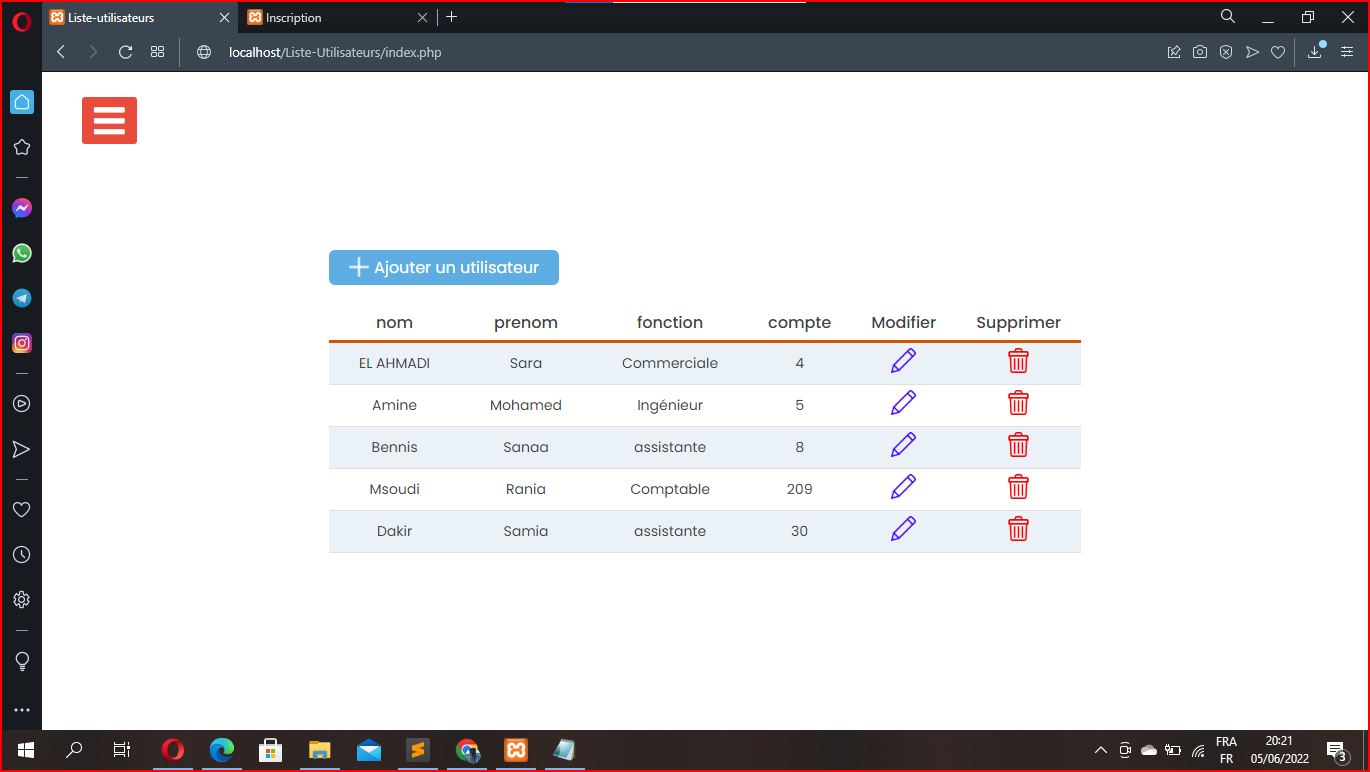 Liste-utilisateurs
Inscription
localhost/Liste-Utilisateurs/index.php
Ajouter un utilisateur
nom prenom fonction compte Modifier Supprimer
EL AHMADI Sara Commerciale 4
Amine Mohamed Ingénieur 5
Bennis Sanaa assistante 8
Msoudi Rania Comptable 209
Dakir Samia assistante 30
FRA 20:21
FR 05/06/2022 3